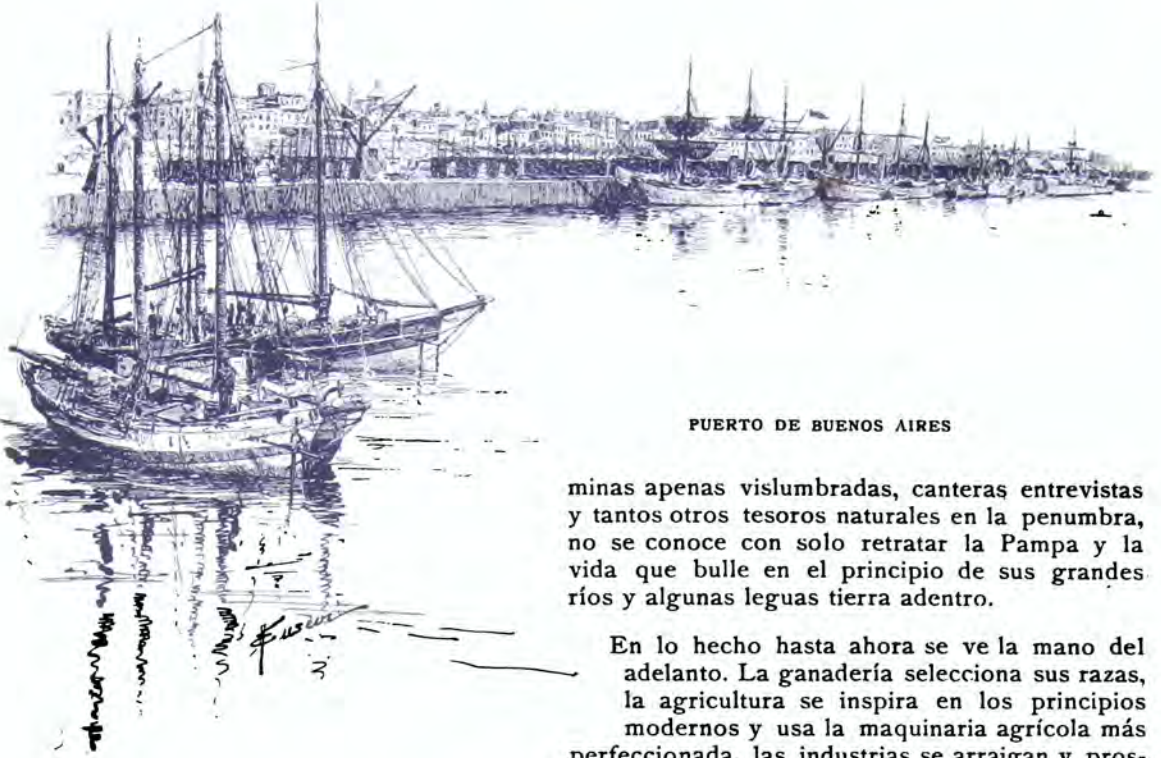 PUERTO DE BUENOS AIRES
minas apenas vislumbradas, canteras entrevistas
y tantos otros tesoros naturales en la penumbra,
no se conoce con solo retratar la Pampa y la
vida que bulle en el principio de sus grandes
ríos y algunas leguas tierra adentro.
En lo hecho hasta ahora se ve la mano del
adelanto. La ganadería selecciona sus razas,
la agricultura se inspira en los principios
modernos y usa la maquinaria agrícola más
perfeccionada, las industrias se arraigan y pros-